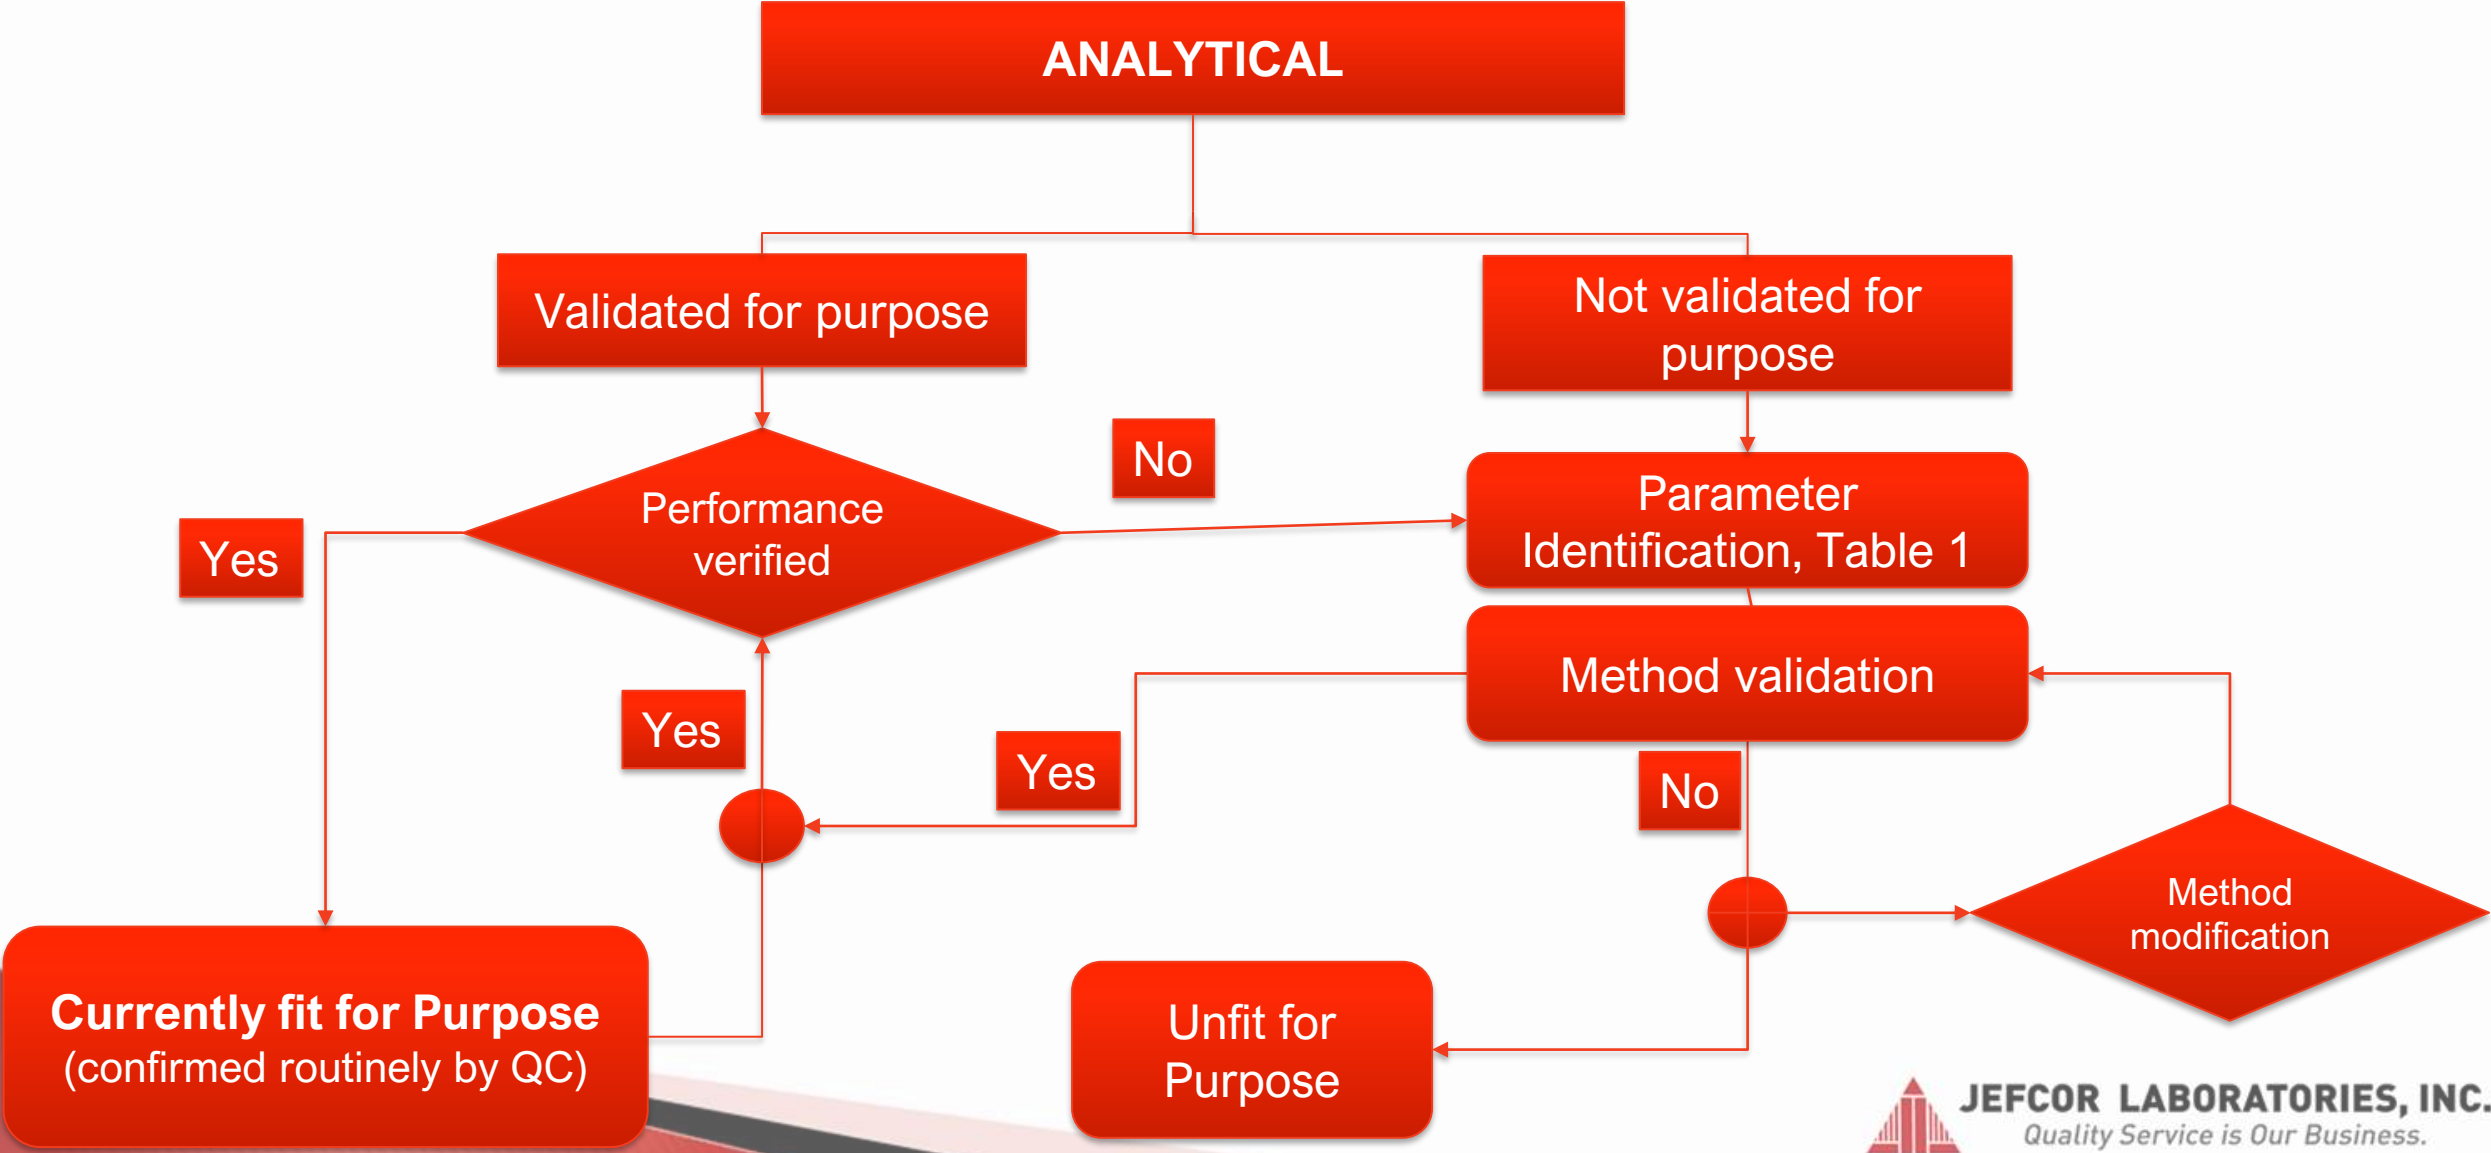 ANALYTICAL
Validated for purpose
Not validated for
purpose
No
Performance
verified
Parameter
Identification, Table 1
Yes
Method validation
Yes
Yes
No
Method
modification
Currently fit for Purpose
(confirmed routinely by QC)
Unfit for
Purpose
JEFCOR LABORATORIES, INC.
Quality Service is Our Business.